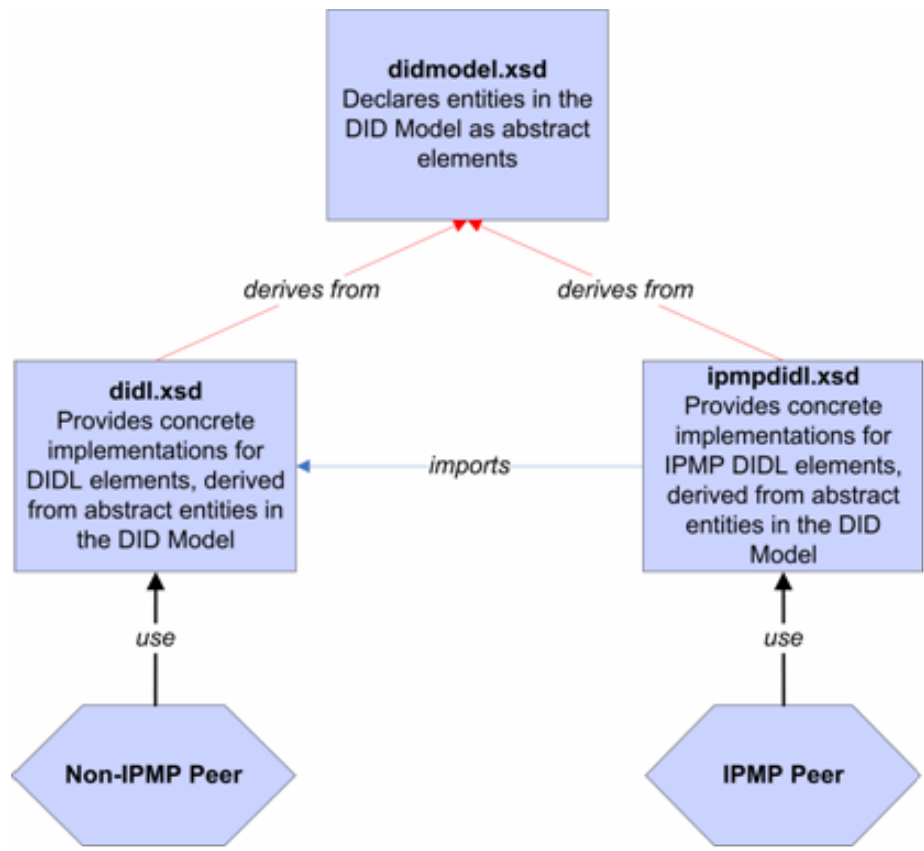 didmodel.xsd
Declares entities in the
DID Model as abstract
elements
derives from
derives from
didl.xsd
Provides concrete
implementations for
DIDL elements, derived
from abstract entities in
the DID Model
imports
ipmpdidl.xsd
Provides concrete
implementations for
IPMP DIDL elements,
derived from abstract
entities in the DID
Model
use
use
Non-IPMP Peer
IPMP Peer